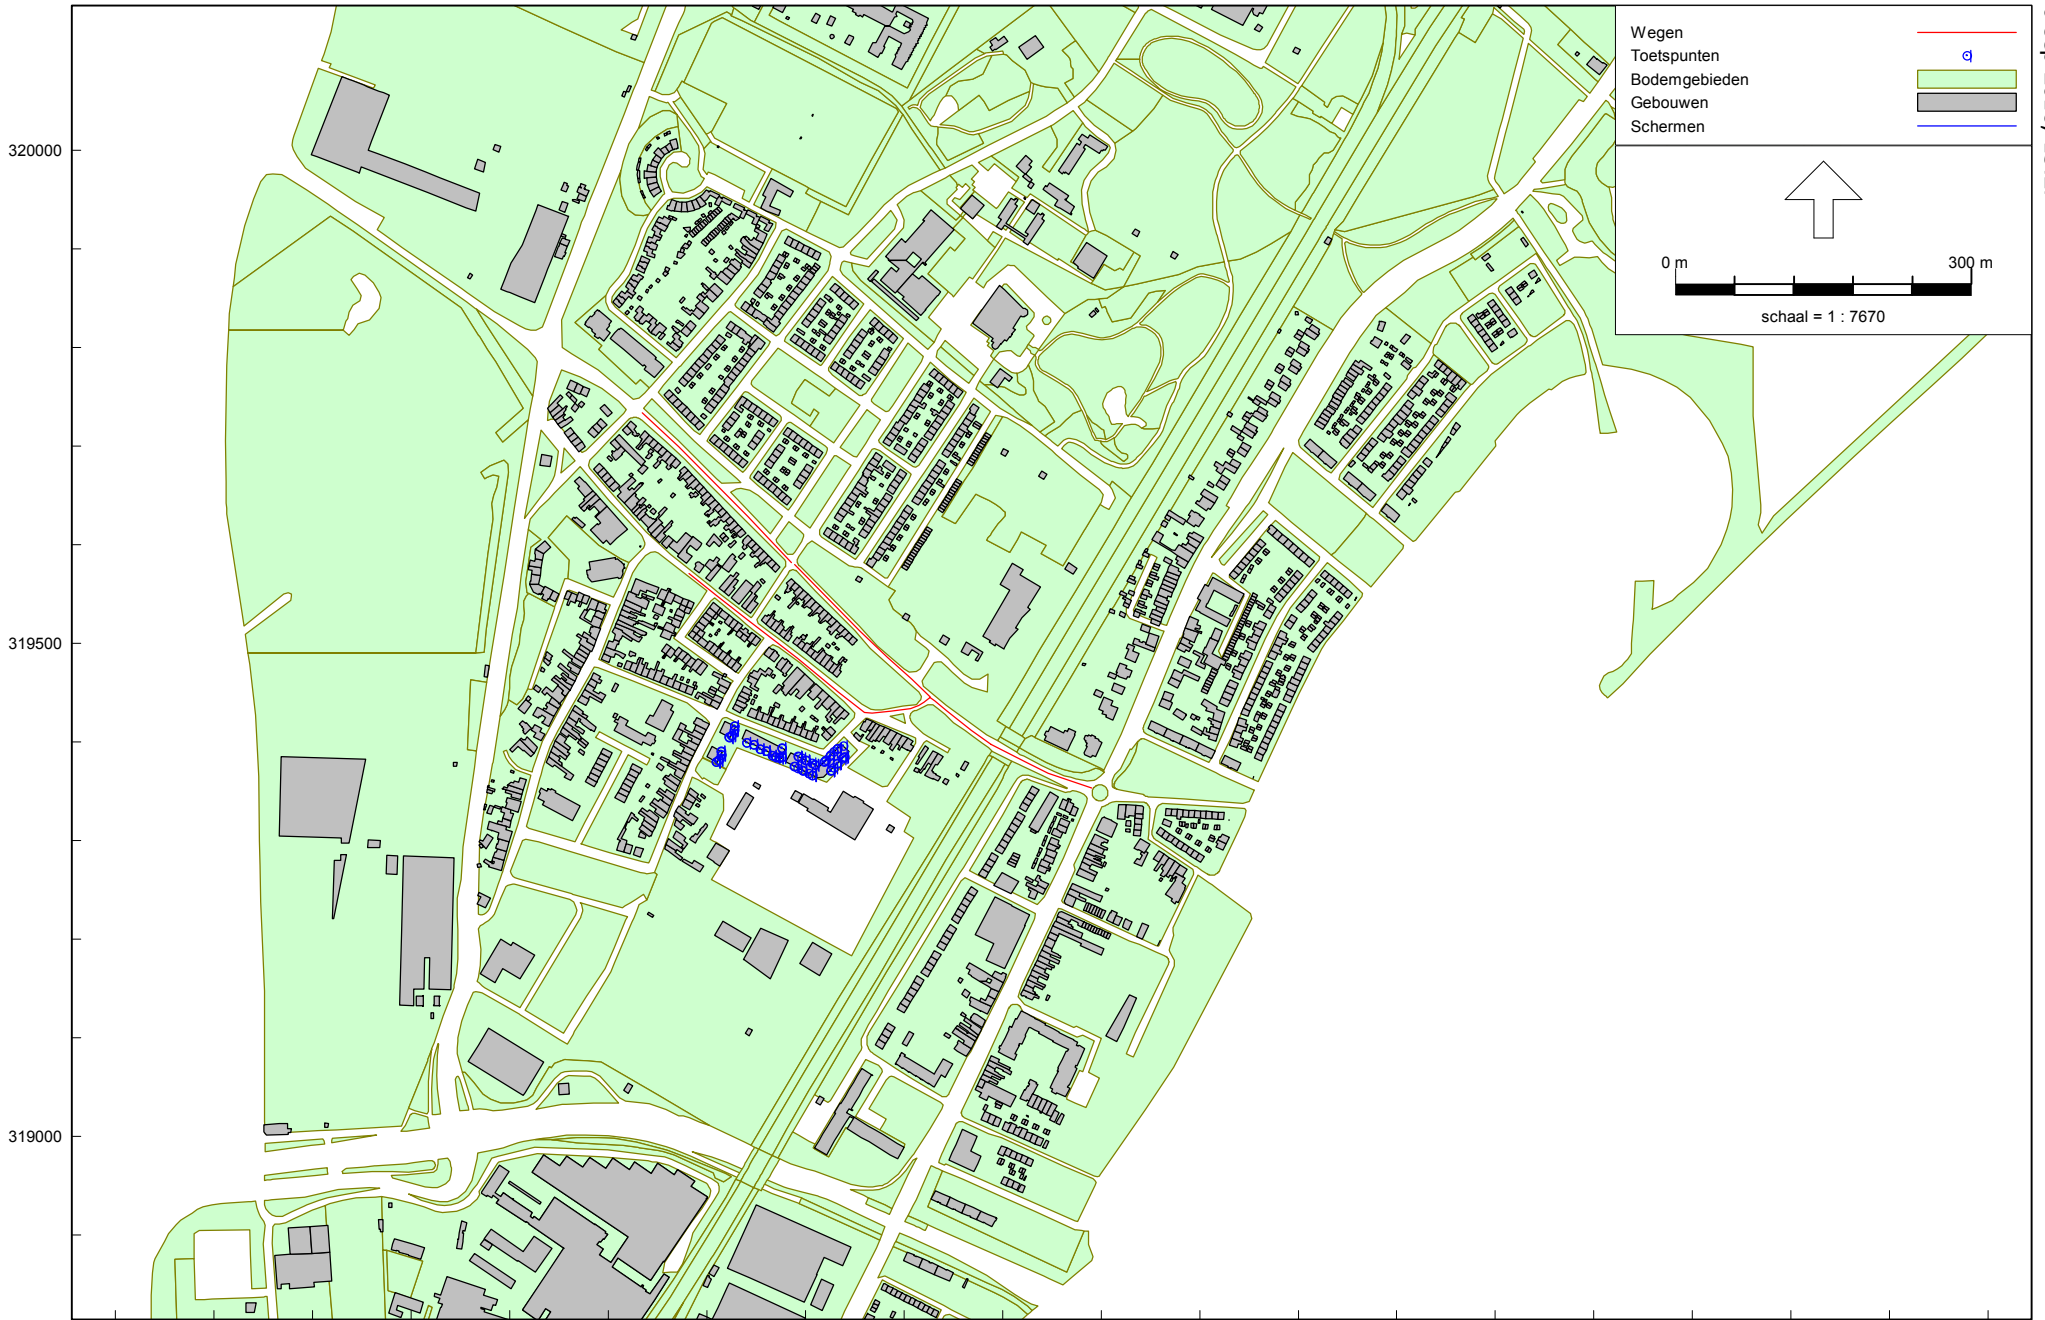 Wegen
Toetspunten
Bodemgebieden
Gebouwen
Schermen
0 m 300 m
schaal = 1 : 7670
320000
319500
319000